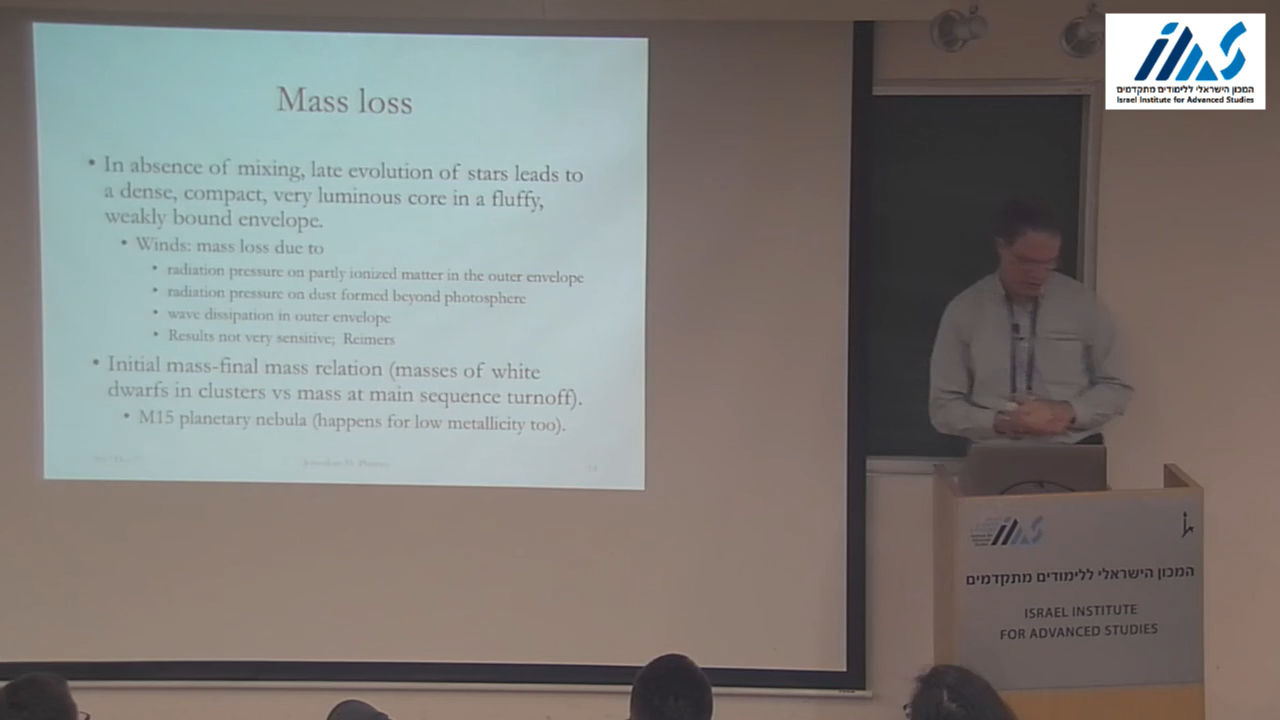 Mass loss
• In absence of mixing, late evolution of stars leads to
a dense, compact, very luminous core in a fluffy,
weakly bound envelope.
• Winds: mass loss due to
• radiation pressure on partly ionized matter in the outer envelope
• radiation pressure on dust formed beyond photosphere
• wave dissipation in outer envelope
• Results not very sensitive; Reimers
• Initial mass-final mass relation (masses of white
dwarfs in clusters vs mass at main sequence turnoff).
• M15 planetary nebula (happens for low metallicity too).
המכון הישראלי ללימודים מתקדמים
Israel Institute for Advanced Studies
המכון הישראלי ללימודים מתקדמים
ISRAEL INSTITUTE
FOR ADVANCED STUDIES